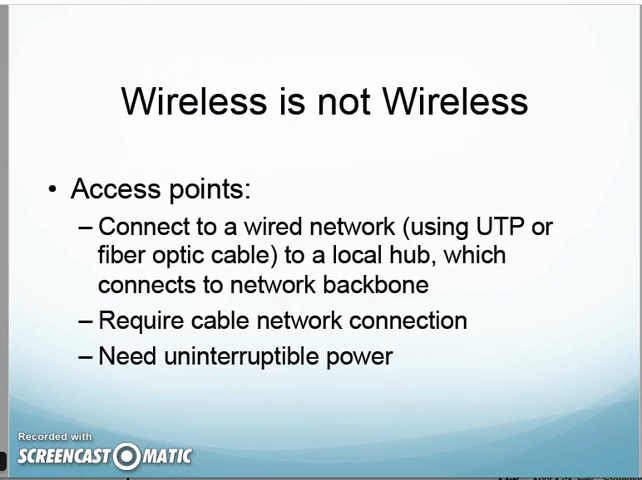 Wireless is not Wireless
• Access points:
– Connect to a wired network (using UTP or
fiber optic cable) to a local hub, which
connects to network backbone
– Require cable network connection
– Need uninterruptible power
Recorded with
SCREENCAST MATIC